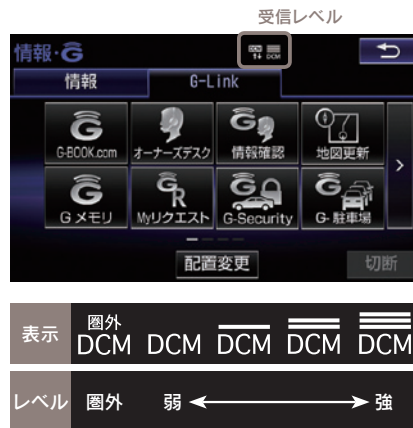 受信レベル
情報・G
DCM
情報 G-Link
G-BOOK.com オーナーズデスク 情報確認 地図更新
G メモリ Myリクエスト G-Security G-駐車場
配置変更 切断
表示 圏外 DCM DCM DCM DCM DCM
レベル 圏外 弱 強